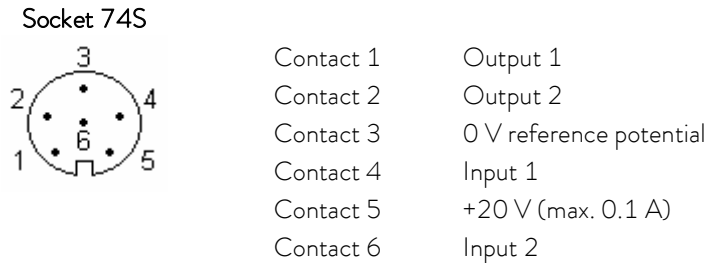 Socket 74S
3
2
4
6
1
5
Contact 1 Output 1
Contact 2 Output 2
Contact 3 0 V reference potential
Contact 4 Input 1
Contact 5 +20 V (max. 0.1 A)
Contact 6 Input 2